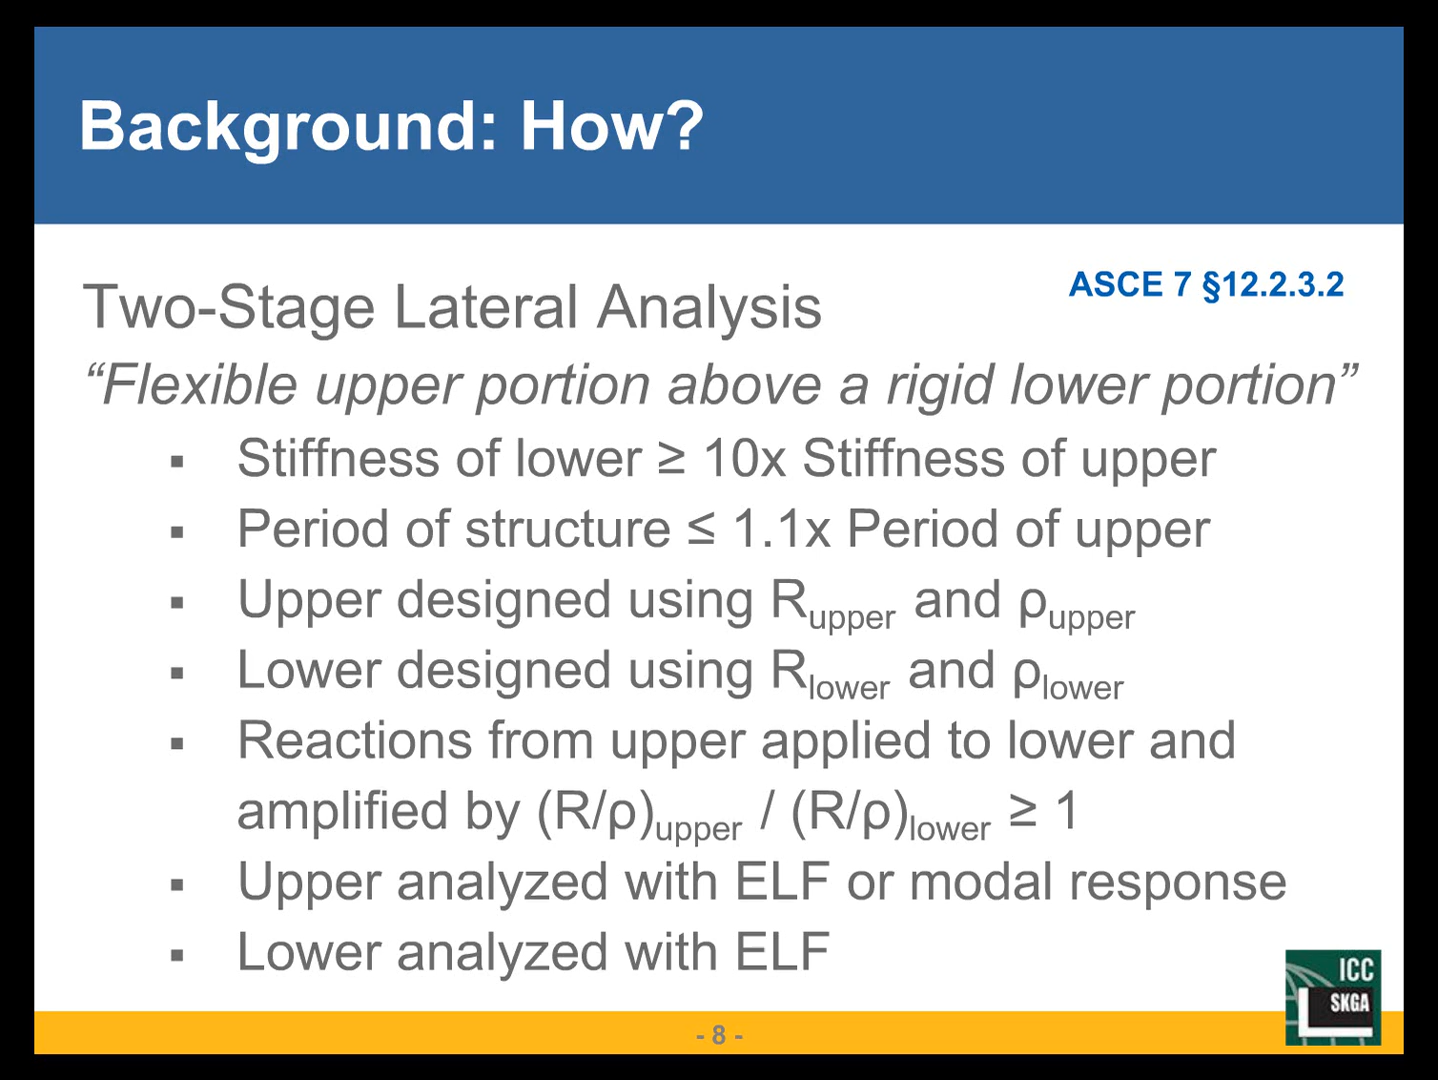 Background: How?
ASCE 7 §12.2.3.2
Two-Stage Lateral Analysis
“Flexible upper portion above a rigid lower portion”
▪ Stiffness of lower ≥ 10x Stiffness of upper
▪ Period of structure ≤ 1.1x Period of upper
▪ Upper designed using Rupper and ρupper
▪ Lower designed using Rlower and ρlower
▪ Reactions from upper applied to lower and
amplified by (R/ρ)upper / (R/ρ)lower ≥ 1
▪ Upper analyzed with ELF or modal response
▪ Lower analyzed with ELF
ICC
SKGA
- 8 -